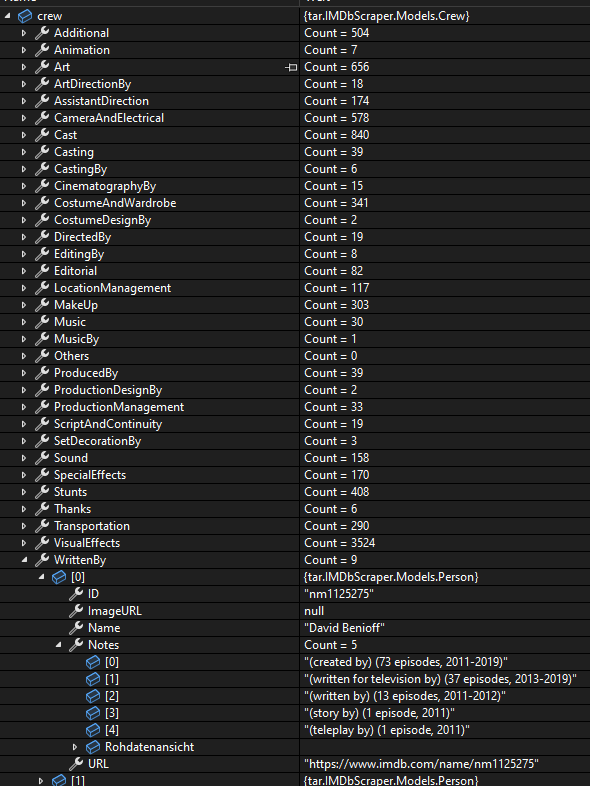 crew {tar.IMDbScraper.Models.Crew}
Additional Count = 504
Animation Count = 7
Art Count = 656
ArtDirectionBy Count = 18
AssistantDirection Count = 174
CameraAndElectrical Count = 578
Cast Count = 840
Casting Count = 39
CastingBy Count = 6
CinematographyBy Count = 15
CostumeAndWardrobe Count = 341
CostumeDesignBy Count = 2
DirectedBy Count = 19
EditingBy Count = 8
Editorial Count = 82
LocationManagement Count = 117
MakeUp Count = 303
Music Count = 30
MusicBy Count = 1
Others Count = 0
ProducedBy Count = 39
ProductionDesignBy Count = 2
ProductionManagement Count = 33
ScriptAndContinuity Count = 19
SetDecorationBy Count = 3
Sound Count = 158
SpecialEffects Count = 170
Stunts Count = 408
Thanks Count = 6
Transportation Count = 290
VisualEffects Count = 3524
WrittenBy Count = 9
[0] {tar.IMDbScraper.Models.Person}
ID "nm1125275"
ImageURL null
Name "David Benioff"
Notes Count = 5
[0] "(created by) (73 episodes, 2011-2019)"
[1] "(written for television by) (37 episodes, 2013-2019)"
[2] "(written by) (13 episodes, 2011-2012)"
[3] "(story by) (1 episode, 2011)"
[4] "(teleplay by) (1 episode, 2011)"
Rohdatenansicht
URL "https://www.imdb.com/name/nm1125275"
[1] {tar.IMDbScraper.Models.Person}